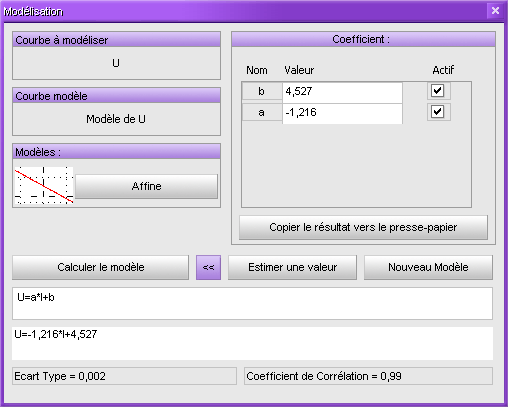 Modélisation
Courbe à modéliser
U
Courbe modèle
Modèle de U
Modèles :
Affine
Coefficient :
Nom Valeur Actif
b 4,527
a -1,216
Copier le résultat vers le presse-papier
Calculer le modèle << Estimer une valeur Nouveau Modèle
U=a*I+b
U=-1,216*I+4,527
Ecart Type = 0,002 Coefficient de Corrélation = 0,99